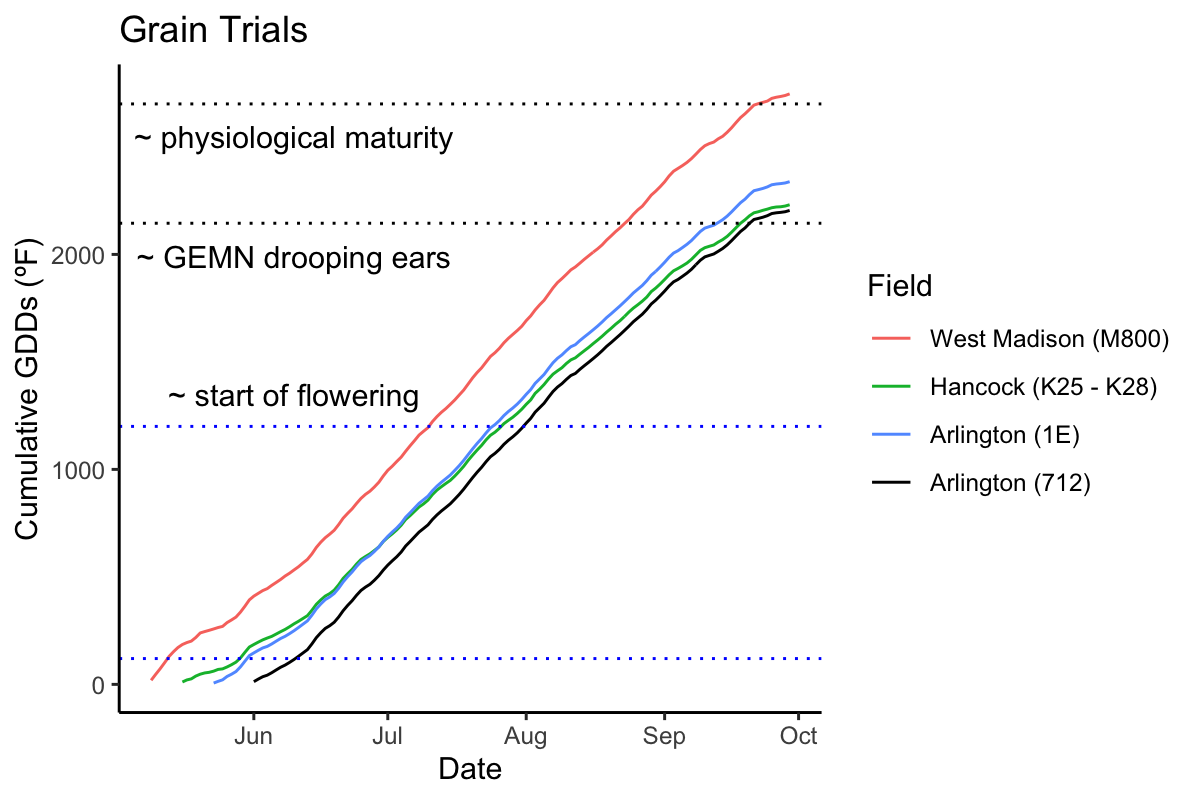 Grain Trials
~ physiological maturity
~ GEMN drooping ears
~ start of flowering
Cumulative GDDs (ºF)
2000
1000
0
Jun Jul Aug Sep Oct
Date
Field
West Madison (M800)
Hancock (K25 - K28)
Arlington (1E)
Arlington (712)